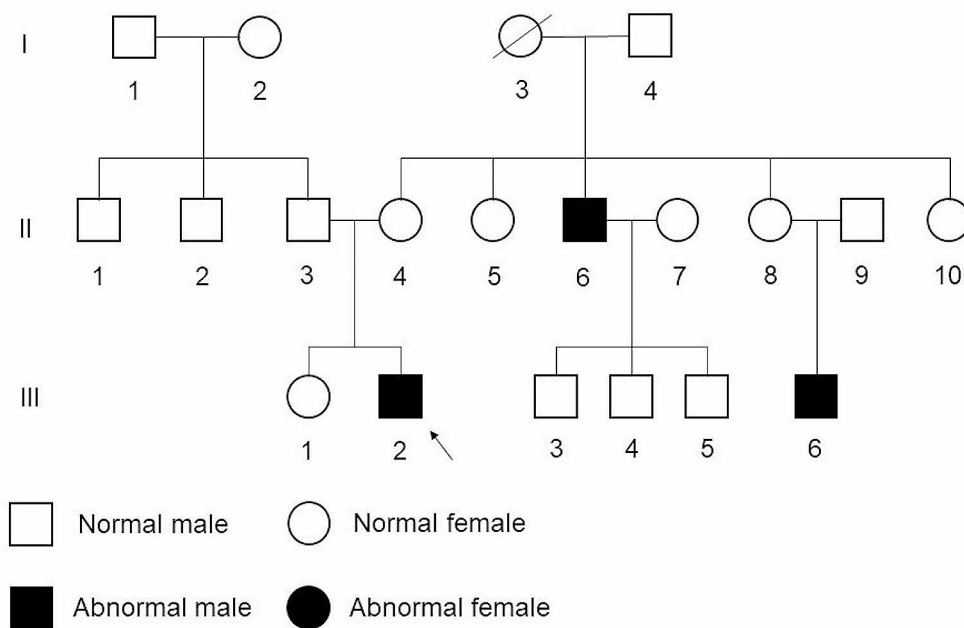 I
1 2 3 4
II
1 2 3 4 5 6 7 8 9 10
III
1 2 3 4 5 6
Normal male Normal female
Abnormal male Abnormal female